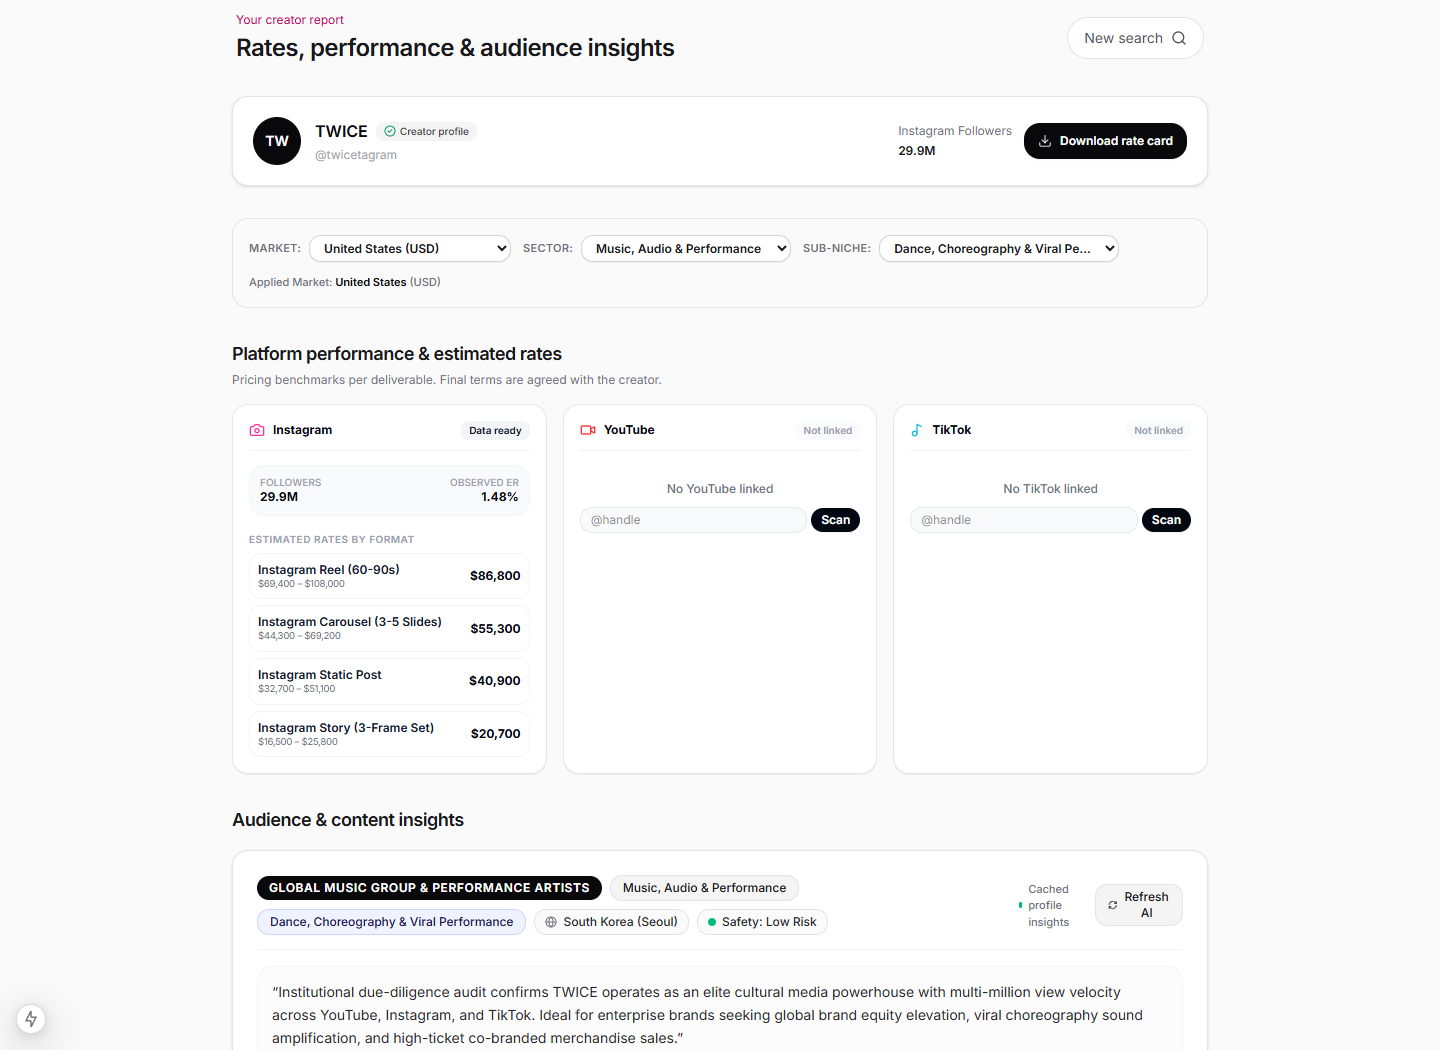 Your creator report
Rates, performance & audience insights
New search
TW
TWICE
Creator profile
@twicetagram
Instagram Followers
29.9M
Download rate card
MARKET:
United States (USD)
SECTOR:
Music, Audio & Performance
SUB-NICHE:
Dance, Choreography & Viral Pe...
Applied Market: United States (USD)
Platform performance & estimated rates
Pricing benchmarks per deliverable. Final terms are agreed with the creator.
Instagram
Data ready
FOLLOWERS
29.9M
OBSERVED ER
1.48%
ESTIMATED RATES BY FORMAT
Instagram Reel (60-90s)
$69,400 – $108,000
$86,800
Instagram Carousel (3-5 Slides)
$44,300 – $69,200
$55,300
Instagram Static Post
$32,700 – $51,100
$40,900
Instagram Story (3-Frame Set)
$16,500 – $25,800
$20,700
YouTube
Not linked
No YouTube linked
@handle
Scan
TikTok
Not linked
No TikTok linked
@handle
Scan
Audience & content insights
GLOBAL MUSIC GROUP & PERFORMANCE ARTISTS
Music, Audio & Performance
Dance, Choreography & Viral Performance
South Korea (Seoul)
Safety: Low Risk
Cached
profile
insights
Refresh
AI
“Institutional due-diligence audit confirms TWICE operates as an elite cultural media powerhouse with multi-million view velocity
across YouTube, Instagram, and TikTok. Ideal for enterprise brands seeking global brand equity elevation, viral choreography sound
amplification, and high-ticket co-branded merchandise sales.”